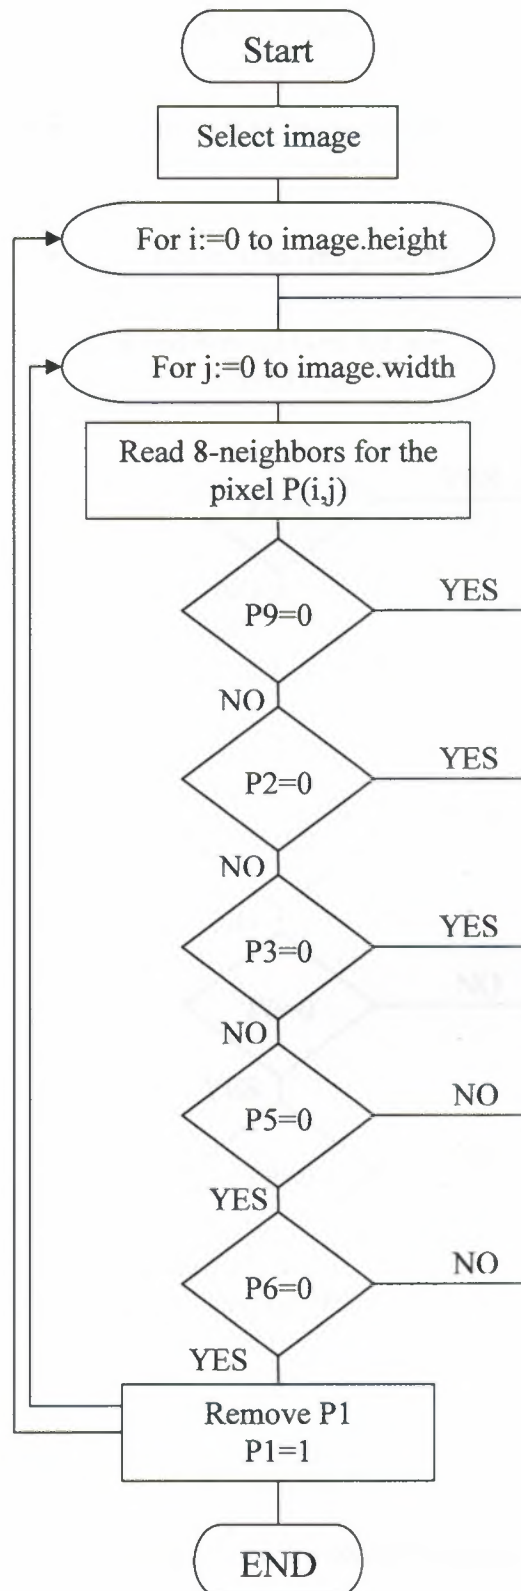 Start
Select image
For i:=0 to image.height
For j:=0 to image.width
Read 8-neighbors for the
pixel P(i,j)
P9=0
YES
NO
P2=0
YES
NO
P3=0
YES
NO
P5=0
NO
YES
P6=0
NO
YES
Remove P1
P1=1
END